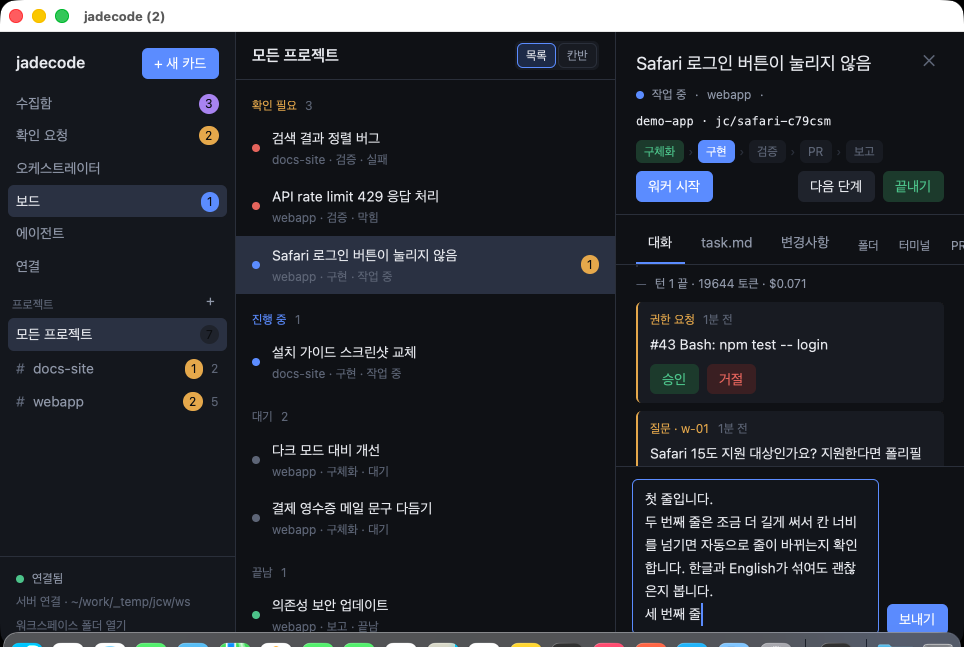 jadecode (2)
jadecode
+ 새 카드
수집함 3
확인 요청 2
오케스트레이터
보드 1
에이전트
연결
프로젝트 +
모든 프로젝트 7
# docs-site 1 2
# webapp 2 5
연결됨
서버 연결 · ~/work/_temp/jcw/ws
워크스페이스 폴더 열기
모든 프로젝트
목록 칸반
확인 필요 3
검색 결과 정렬 버그
docs-site · 검증 · 실패
API rate limit 429 응답 처리
webapp · 검증 · 막힘
Safari 로그인 버튼이 눌리지 않음
webapp · 구현 · 작업 중
1
진행 중 1
설치 가이드 스크린샷 교체
docs-site · 구현 · 작업 중
대기 2
다크 모드 대비 개선
webapp · 구체화 · 대기
결제 영수증 메일 문구 다듬기
webapp · 구체화 · 대기
끝남 1
의존성 보안 업데이트
webapp · 보고 · 끝남
Safari 로그인 버튼이 눌리지 않음
작업 중 · webapp ·
demo-app · jc/safari-c79csm
구체화 › 구현 › 검증 › PR › 보고
워커 시작 다음 단계 끝내기
대화 task.md 변경사항 폴더 터미널 PR
— 턴 1 끝 · 19644 토큰 · $0.071
권한 요청 1분 전
#43 Bash: npm test -- login
승인 거절
질문 · w-01 1분 전
Safari 15도 지원 대상인가요? 지원한다면 폴리필
첫 줄입니다.
두 번째 줄은 조금 더 길게 써서 칸 너비
를 넘기면 자동으로 줄이 바뀌는지 확인
합니다. 한글과 English가 섞여도 괜찮
은지 봅니다.
세 번째 줄
보내기